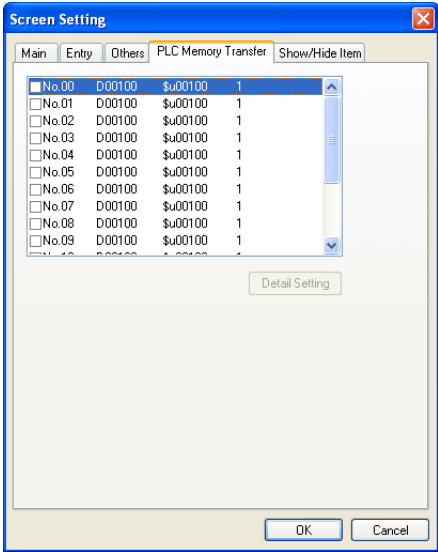 Screen Setting
Main Entry Others PLC Memory Transfer Show/Hide Item
No.00 D00100 $u00100 1
No.01 D00100 $u00100 1
No.02 D00100 $u00100 1
No.03 D00100 $u00100 1
No.04 D00100 $u00100 1
No.05 D00100 $u00100 1
No.06 D00100 $u00100 1
No.07 D00100 $u00100 1
No.08 D00100 $u00100 1
No.09 D00100 $u00100 1
Detail Setting
OK Cancel